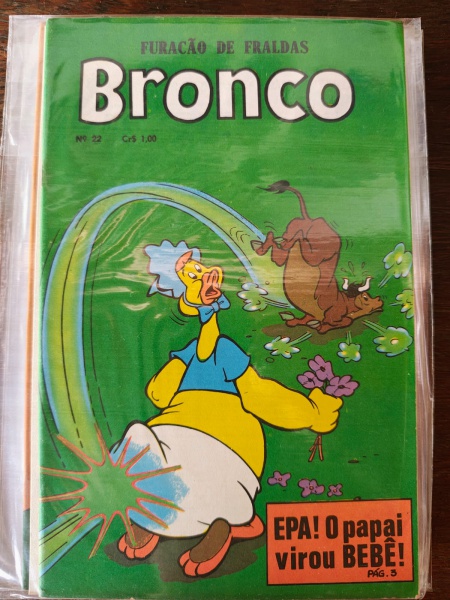 FURACÃO DE FRALDAS
Bronco
Nº 22 Cr$ 1,00
EPA! O papai
virou BEBÊ!
PÁG. 5